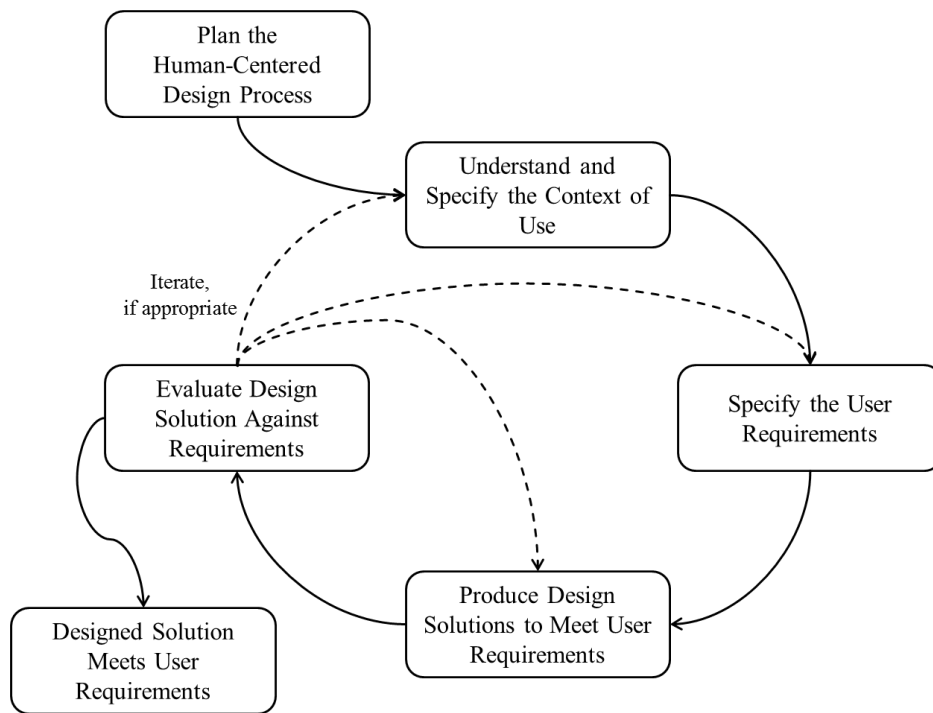 Plan the
Human-Centered
Design Process
Understand and
Specify the Context of
Use
Iterate,
if appropriate
Evaluate Design
Solution Against
Requirements
Specify the User
Requirements
Produce Design
Solutions to Meet User
Requirements
Designed Solution
Meets User
Requirements